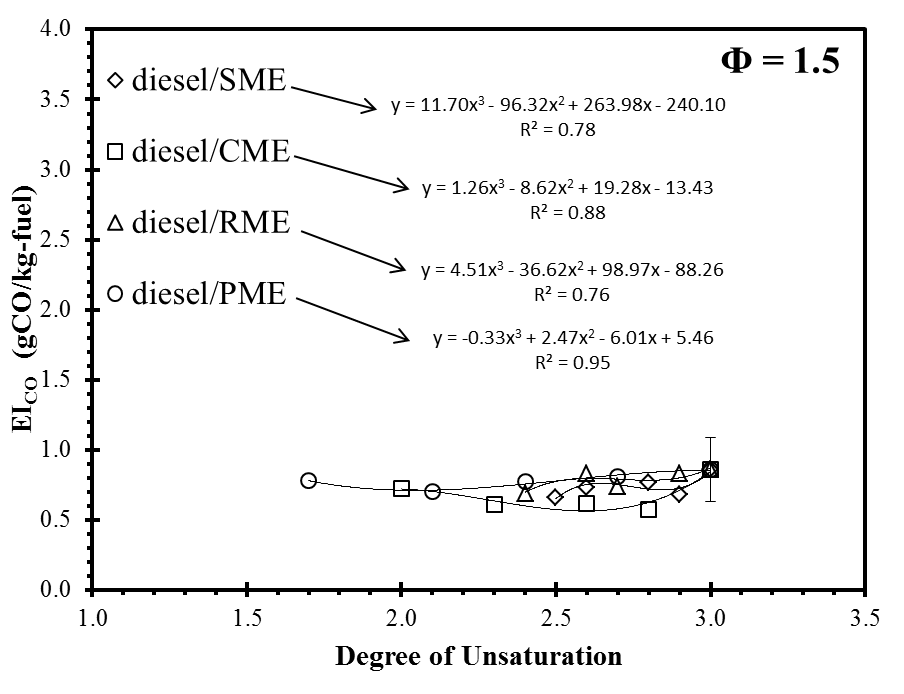 Φ = 1.5
diesel/SME
y = 11.70x³ - 96.32x² + 263.98x - 240.10
R² = 0.78
diesel/CME
y = 1.26x³ - 8.62x² + 19.28x - 13.43
R² = 0.88
diesel/RME
y = 4.51x³ - 36.62x² + 98.97x - 88.26
R² = 0.76
diesel/PME
y = -0.33x³ + 2.47x² - 6.01x + 5.46
R² = 0.95
EI_CO (gCO/kg-fuel)
4.0
3.5
3.0
2.5
2.0
1.5
1.0
0.5
0.0
1.0 1.5 2.0 2.5 3.0 3.5
Degree of Unsaturation